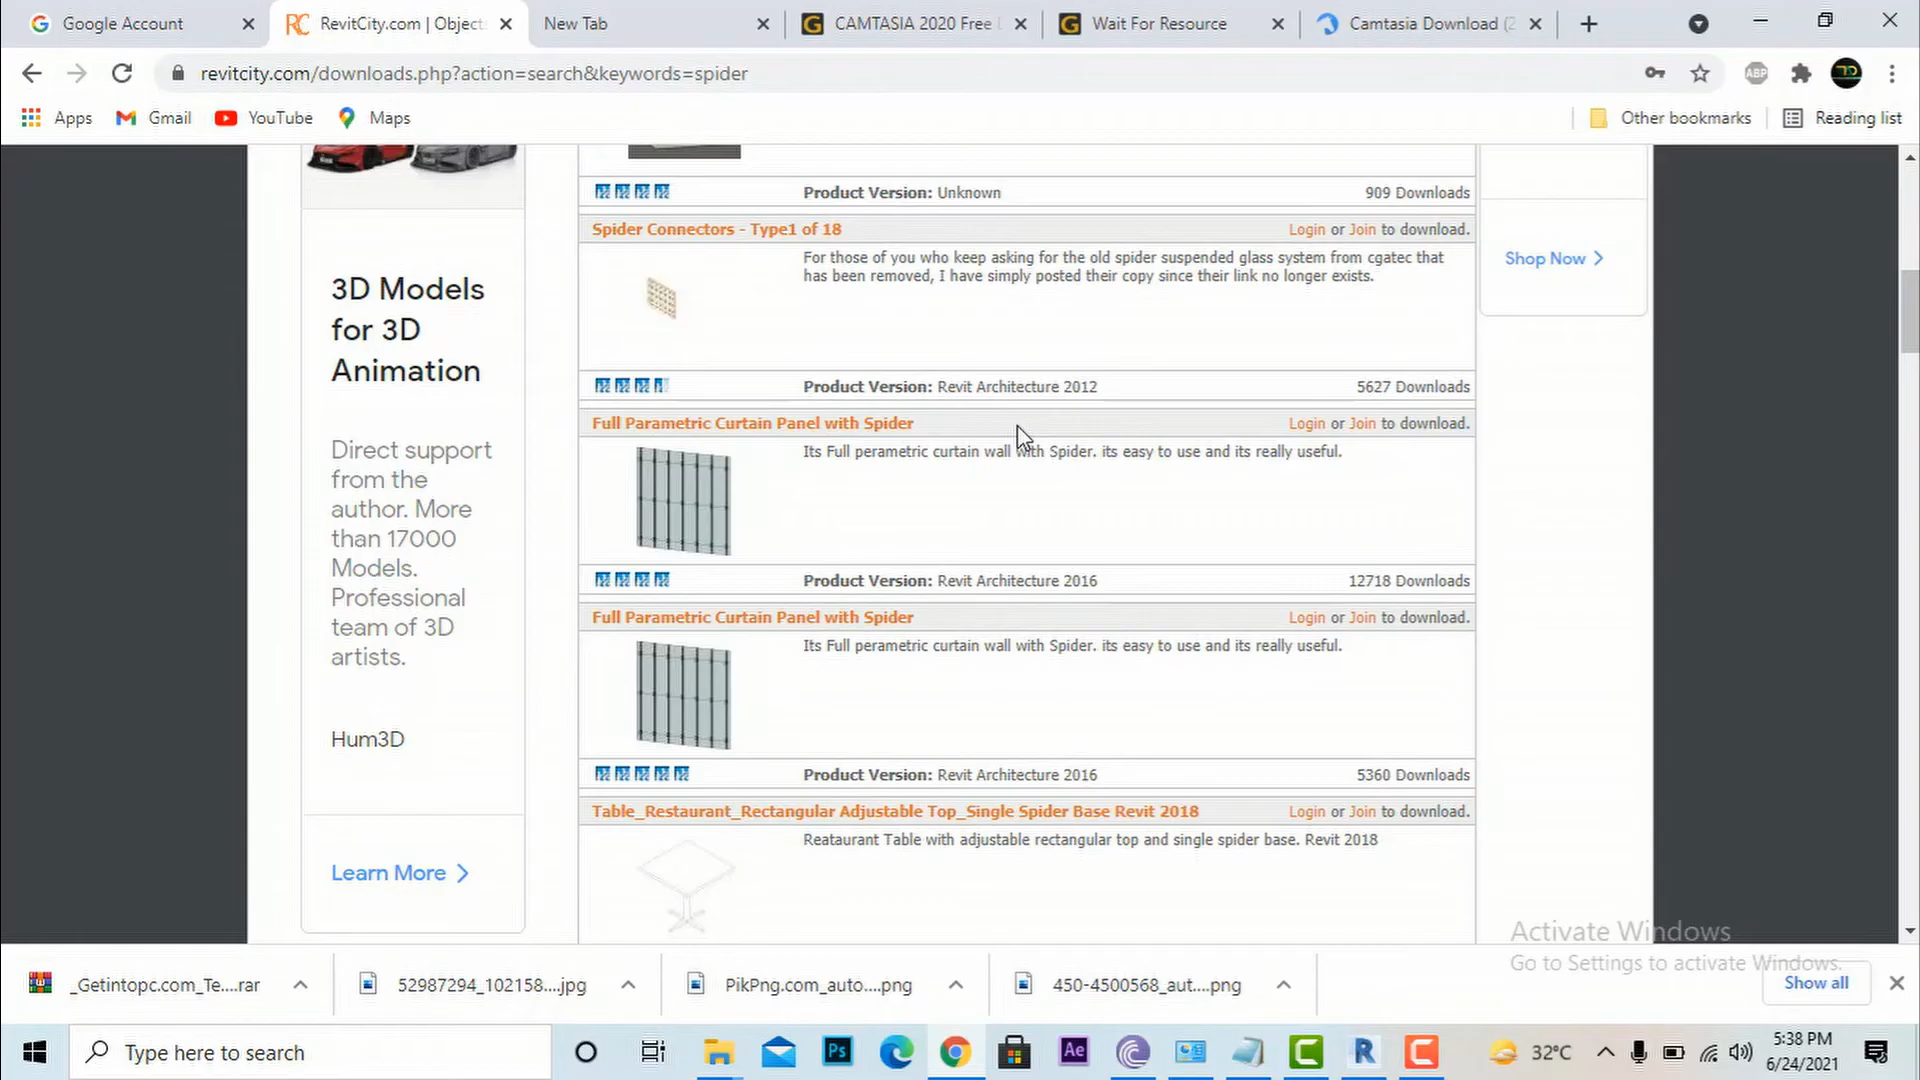 Google Account
RevitCity.com | Object
New Tab
CAMTASIA 2020 Free
Wait For Resource
Camtasia Download (2
revitcity.com/downloads.php?action=search&keywords=spider
ABP
Apps
Gmail
YouTube
Maps
Other bookmarks
Reading list
Product Version: Unknown
909 Downloads
Spider Connectors - Type1 of 18
Login or Join to download.
For those of you who keep asking for the old spider suspended glass system from cgatec that
has been removed, I have simply posted their copy since their link no longer exists.
Product Version: Revit Architecture 2012
5627 Downloads
Full Parametric Curtain Panel with Spider
Login or Join to download.
Its Full perametric curtain wall with Spider. its easy to use and its really useful.
Product Version: Revit Architecture 2016
12718 Downloads
Full Parametric Curtain Panel with Spider
Login or Join to download.
Its Full perametric curtain wall with Spider. its easy to use and its really useful.
Product Version: Revit Architecture 2016
5360 Downloads
Table_Restaurant_Rectangular Adjustable Top_Single Spider Base Revit 2018
Login or Join to download.
Reataurant Table with adjustable rectangular top and single spider base. Revit 2018
3D Models
for 3D
Animation
Direct support
from the
author. More
than 17000
Models.
Professional
team of 3D
artists.
Hum3D
Learn More
Shop Now
Activate Windows
Go to Settings to activate Windows.
_Getintopc.com_Te....rar
52987294_102158....jpg
PikPng.com_auto....png
450-4500568_aut....png
Show all
Type here to search
Ps
Ae
R
32°C
5:38 PM
6/24/2021